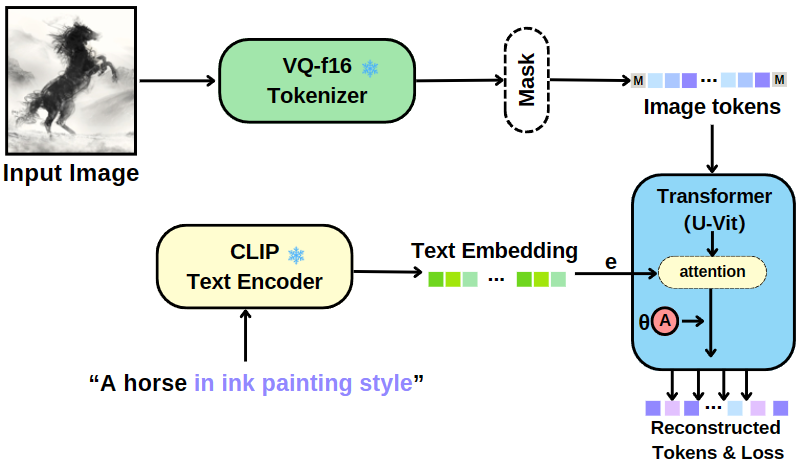 VQ-f16
Tokenizer
Mask
M
M
Image tokens
Input Image
Transformer
(U-Vit)
CLIP
Text Encoder
Text Embedding
...
...
e
attention
θ
A
“A horse in ink painting style”
...
Reconstructed
Tokens & Loss